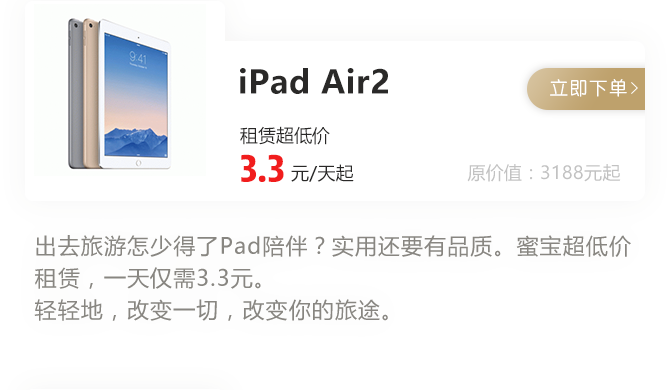 iPad Air2
立即下单>
租赁超低价
3.3 元/天起
原价值：3188元起
出去旅游怎少得了Pad陪伴？实用还要有品质。蜜宝超低价
租赁，一天仅需3.3元。
轻轻地，改变一切，改变你的旅途。